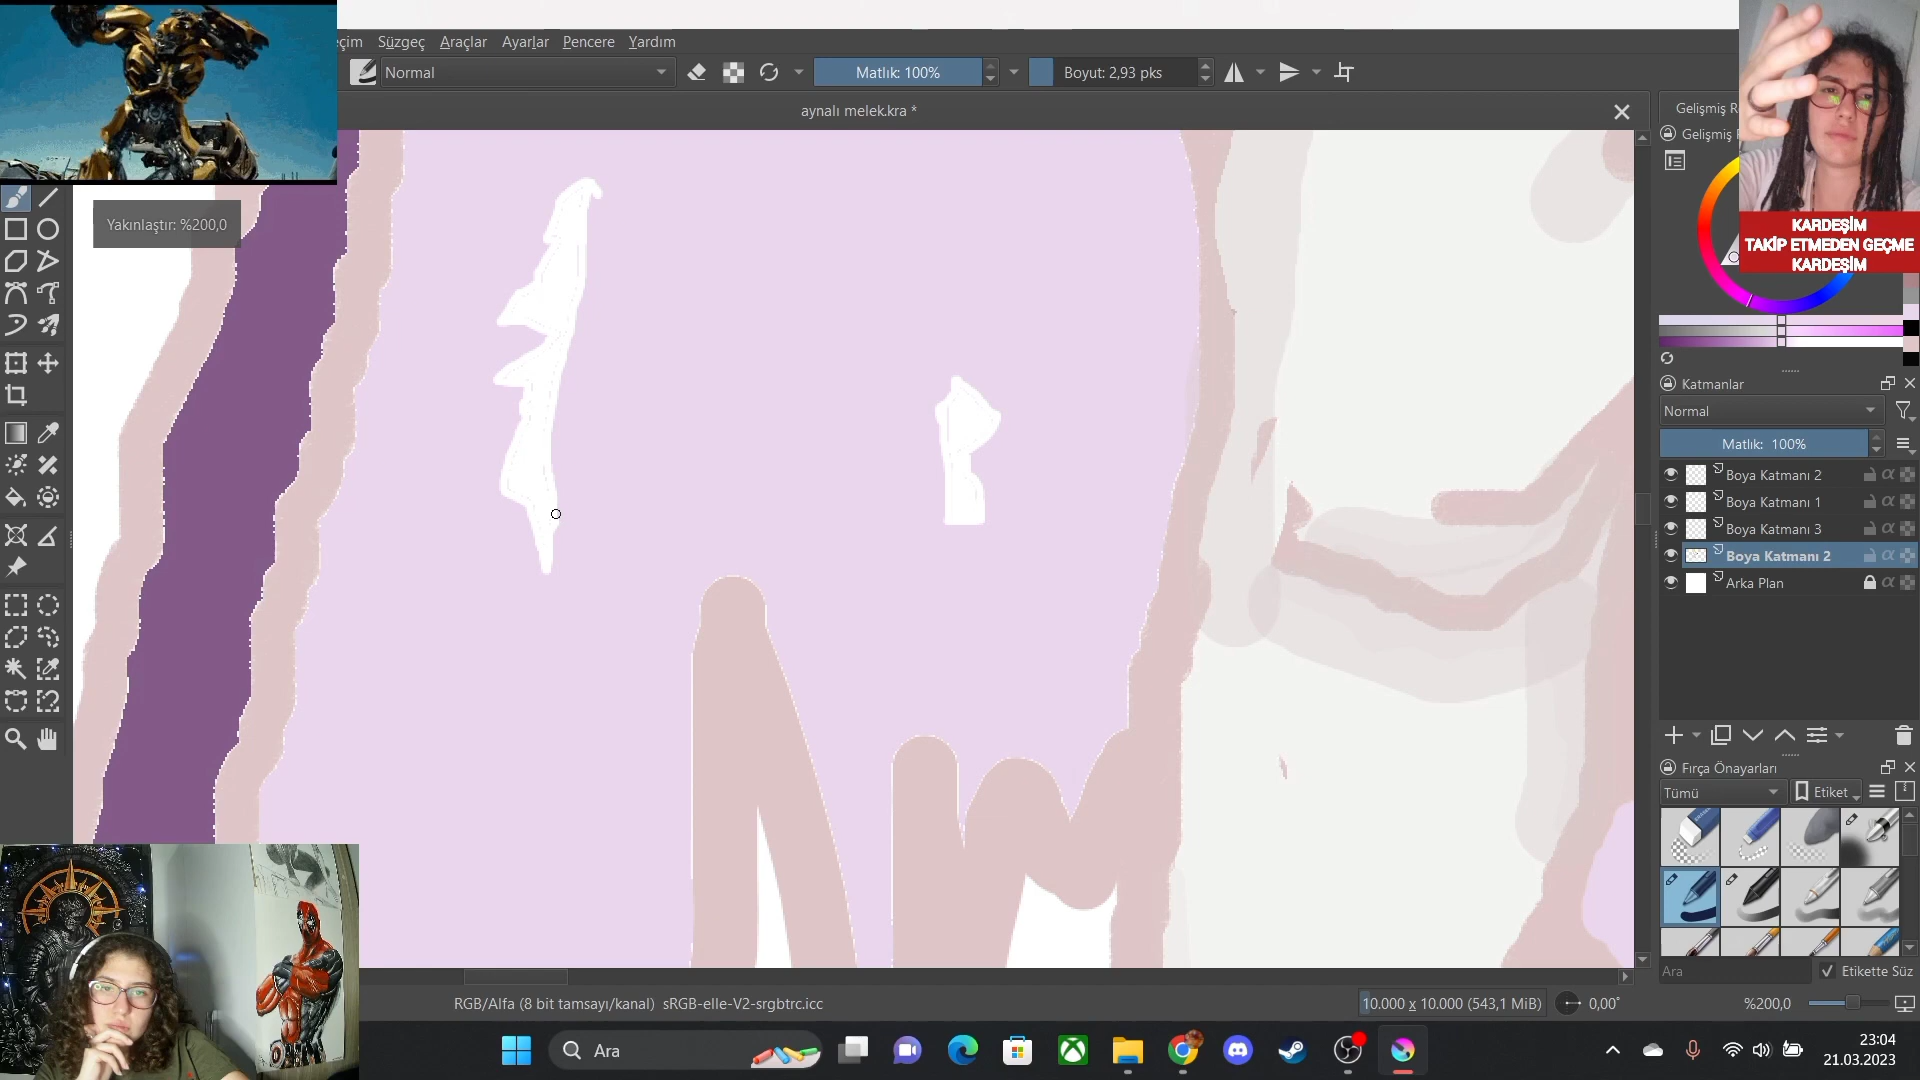 çim Süzgeç Araçlar Ayarlar Pencere Yardım
Normal
Matlık: 100%
Boyut: 2,93 pks
aynalı melek.kra *
Yakınlaştır: %200,0
Gelişmiş R
Gelişmiş
KARDEŞİM
TAKİP ETMEDEN GEÇME
KARDEŞİM
Katmanlar
Normal
Matlık: 100%
Boya Katmanı 2
Boya Katmanı 1
Boya Katmanı 3
Boya Katmanı 2
Arka Plan
Fırça Önayarları
Tümü
Etiket
Ara
Etikette Süz
RGB/Alfa (8 bit tamsayı/kanal) sRGB-elle-V2-srgbtrc.icc
10.000 x 10.000 (543,1 MiB)
0,00°
%200,0
Ara
23:04
21.03.2023